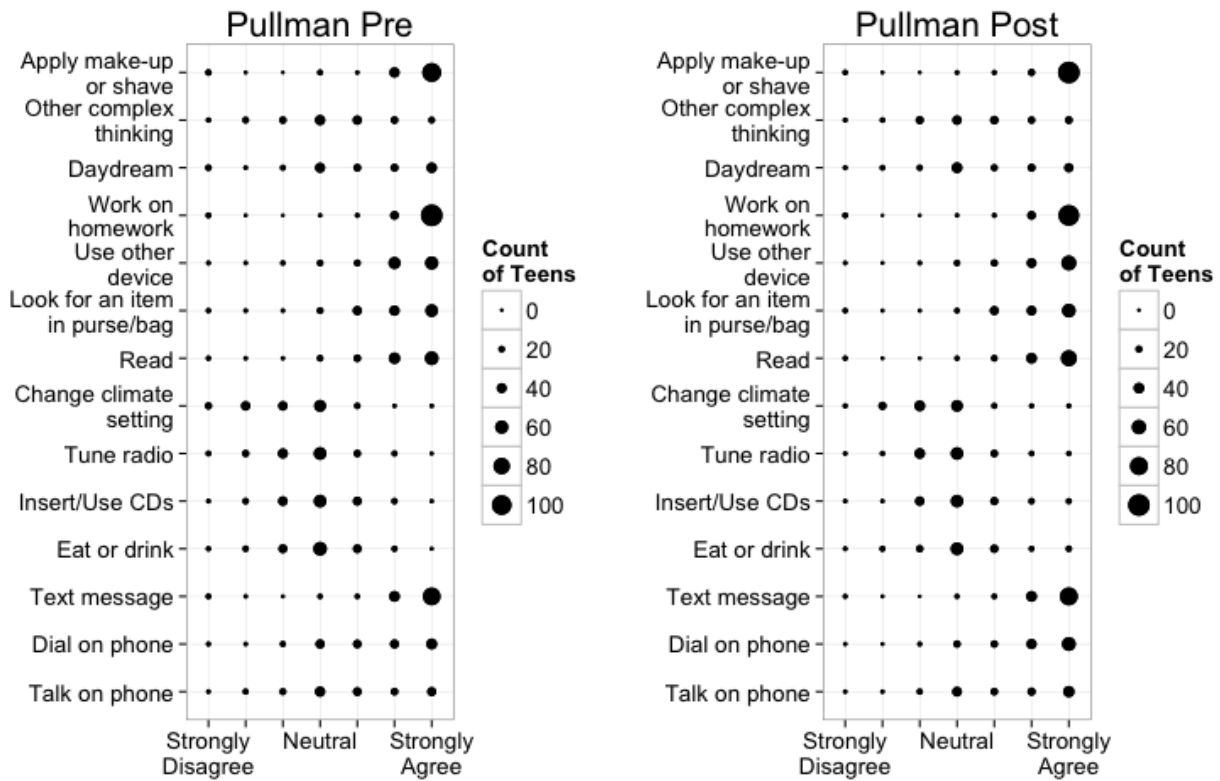 Pullman Pre
Apply make-up
or shave
Other complex
thinking
Daydream
Work on
homework
Use other
device
Look for an item
in purse/bag
Read
Change climate
setting
Tune radio
Insert/Use CDs
Eat or drink
Text message
Dial on phone
Talk on phone
Strongly
Disagree
Neutral
Strongly
Agree
Count
of Teens
0
20
40
60
80
100
Pullman Post
Apply make-up
or shave
Other complex
thinking
Daydream
Work on
homework
Use other
device
Look for an item
in purse/bag
Read
Change climate
setting
Tune radio
Insert/Use CDs
Eat or drink
Text message
Dial on phone
Talk on phone
Strongly
Disagree
Neutral
Strongly
Agree
Count
of Teens
0
20
40
60
80
100